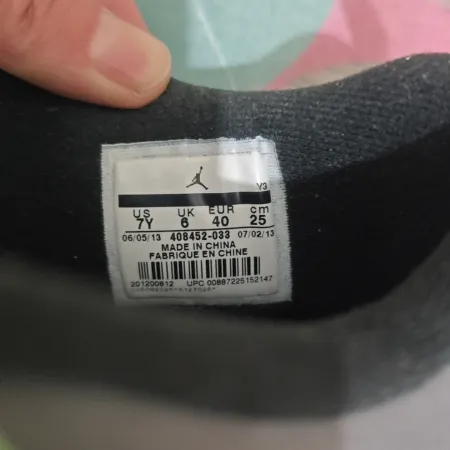 Y3
US UK EUR cm
7Y 6 40 25
06/05/13 408452-033 07/02/13
MADE IN CHINA
FABRIQUE EN CHINE
201200812 UPC 00887225152147